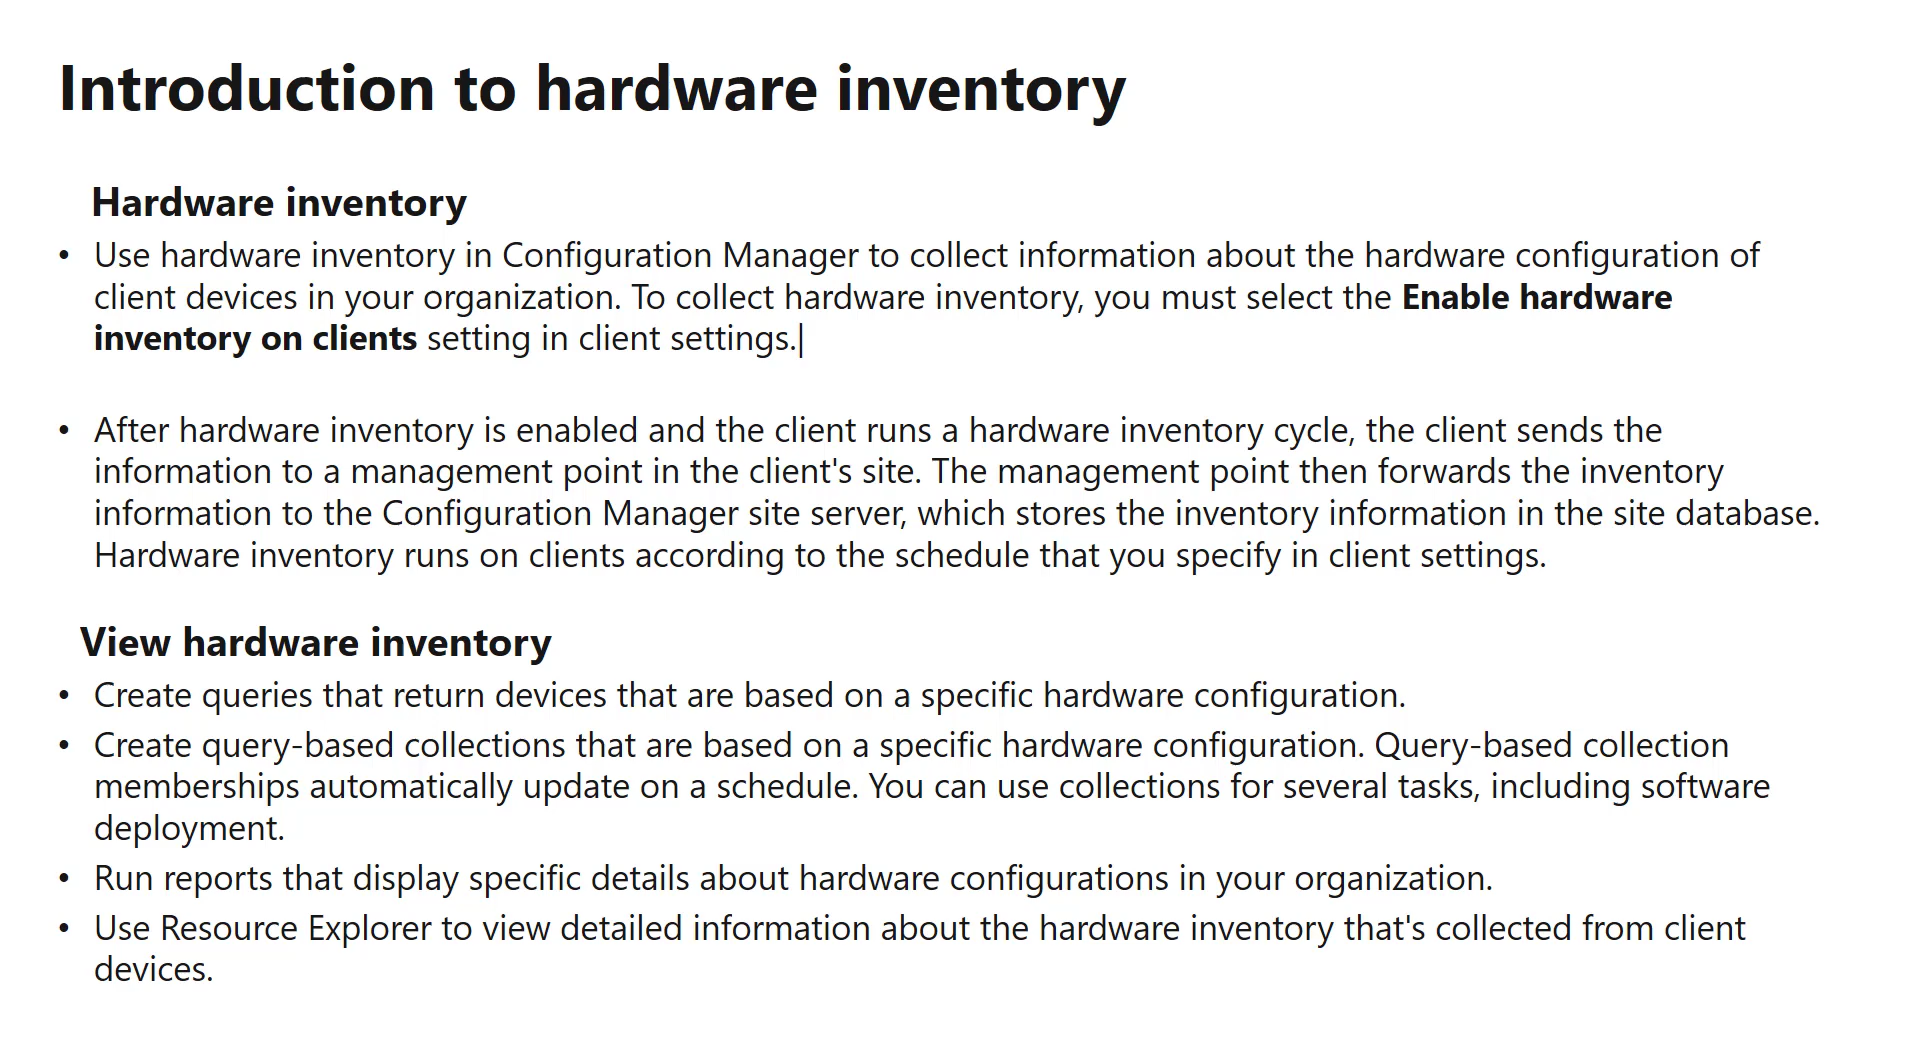 Introduction to hardware inventory
Hardware inventory
• Use hardware inventory in Configuration Manager to collect information about the hardware configuration of
client devices in your organization. To collect hardware inventory, you must select the Enable hardware
inventory on clients setting in client settings.
• After hardware inventory is enabled and the client runs a hardware inventory cycle, the client sends the
information to a management point in the client's site. The management point then forwards the inventory
information to the Configuration Manager site server, which stores the inventory information in the site database.
Hardware inventory runs on clients according to the schedule that you specify in client settings.
View hardware inventory
• Create queries that return devices that are based on a specific hardware configuration.
• Create query-based collections that are based on a specific hardware configuration. Query-based collection
memberships automatically update on a schedule. You can use collections for several tasks, including software
deployment.
• Run reports that display specific details about hardware configurations in your organization.
• Use Resource Explorer to view detailed information about the hardware inventory that's collected from client
devices.